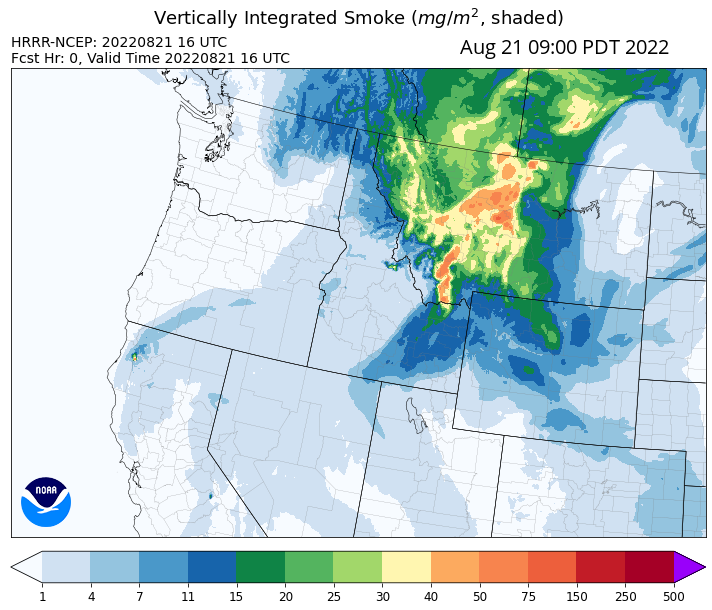 Vertically Integrated Smoke (mg/m², shaded)
HRRR-NCEP: 20220821 16 UTC
Aug 21 09:00 PDT 2022
Fcst Hr: 0, Valid Time 20220821 16 UTC
NOAA
1 4 7 11 15 20 25 30 40 50 75 150 250 500